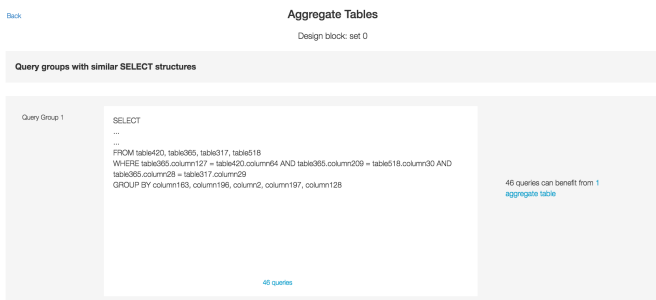 Back
Aggregate Tables
Design block: set 0
Query groups with similar SELECT structures
Query Group 1
SELECT
...
...
FROM table420, table365, table317, table518
WHERE table365.column127 = table420.column64 AND table365.column209 = table518.column30 AND
table365.column28 = table317.column29
GROUP BY column163, column196, column2, column197, column128
46 queries
46 queries can benefit from 1
aggregate table